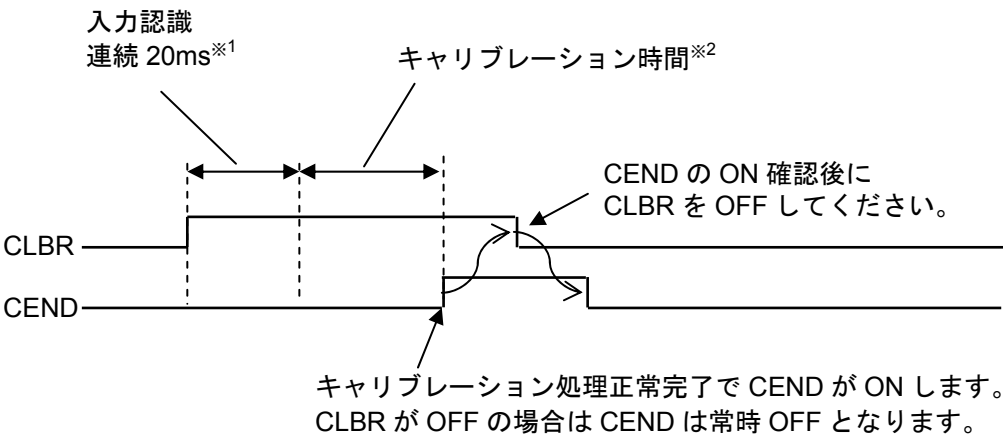 入力認識
連続 20ms※1
キャリブレーション時間※2
CEND の ON 確認後に
CLBR を OFF してください。
CLBR
CEND
キャリブレーション処理正常完了で CEND が ON します。
CLBR が OFF の場合は CEND は常時 OFF となります。